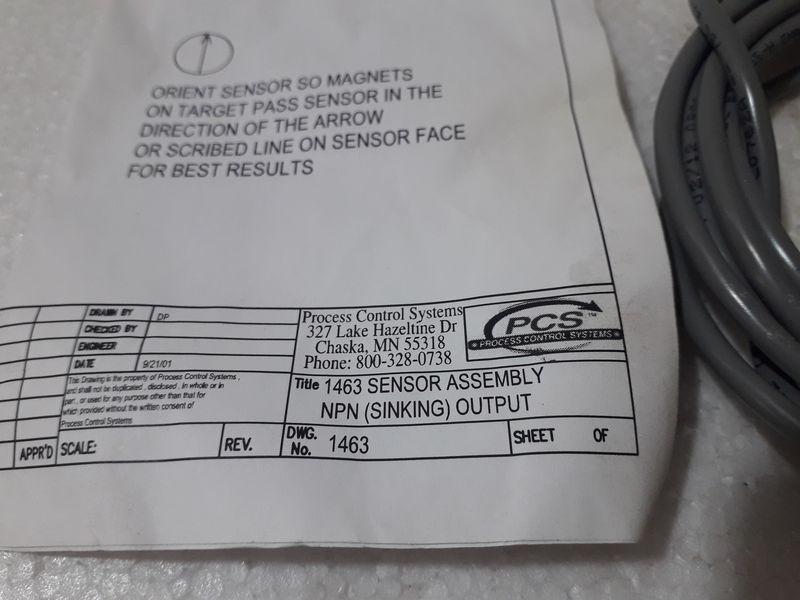 ORIENT SENSOR SO MAGNETS
ON TARGET PASS SENSOR IN THE
DIRECTION OF THE ARROW
OR SCRIBED LINE ON SENSOR FACE
FOR BEST RESULTS
DRAWN BY DP
CHECKED BY
ENGINEER
DATE 9/21/01
This Drawing is the property of Process Control Systems,
and shall not be duplicated, disclosed, in whole or in
part, or used for any purpose other than that for
which provided without the written consent of
Process Control Systems
APPR'D SCALE: REV.
Process Control Systems
327 Lake Hazeltine Dr
Chaska, MN 55318
Phone: 800-328-0738
PCS TM
PROCESS CONTROL SYSTEMS
Title 1463 SENSOR ASSEMBLY
NPN (SINKING) OUTPUT
DWG. No. 1463
SHEET OF